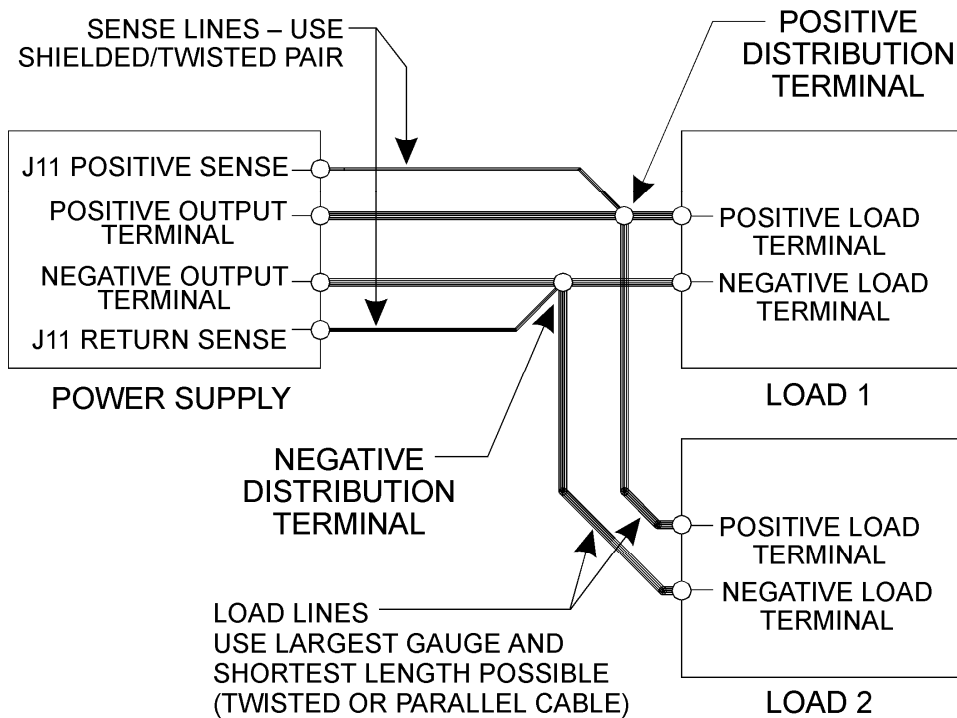 SENSE LINES – USE
SHIELDED/TWISTED PAIR
POSITIVE
DISTRIBUTION
TERMINAL
J11 POSITIVE SENSE
POSITIVE OUTPUT
TERMINAL
NEGATIVE OUTPUT
TERMINAL
J11 RETURN SENSE
POWER SUPPLY
POSITIVE LOAD
TERMINAL
NEGATIVE LOAD
TERMINAL
LOAD 1
NEGATIVE
DISTRIBUTION
TERMINAL
POSITIVE LOAD
TERMINAL
NEGATIVE LOAD
TERMINAL
LOAD 2
LOAD LINES
USE LARGEST GAUGE AND
SHORTEST LENGTH POSSIBLE
(TWISTED OR PARALLEL CABLE)